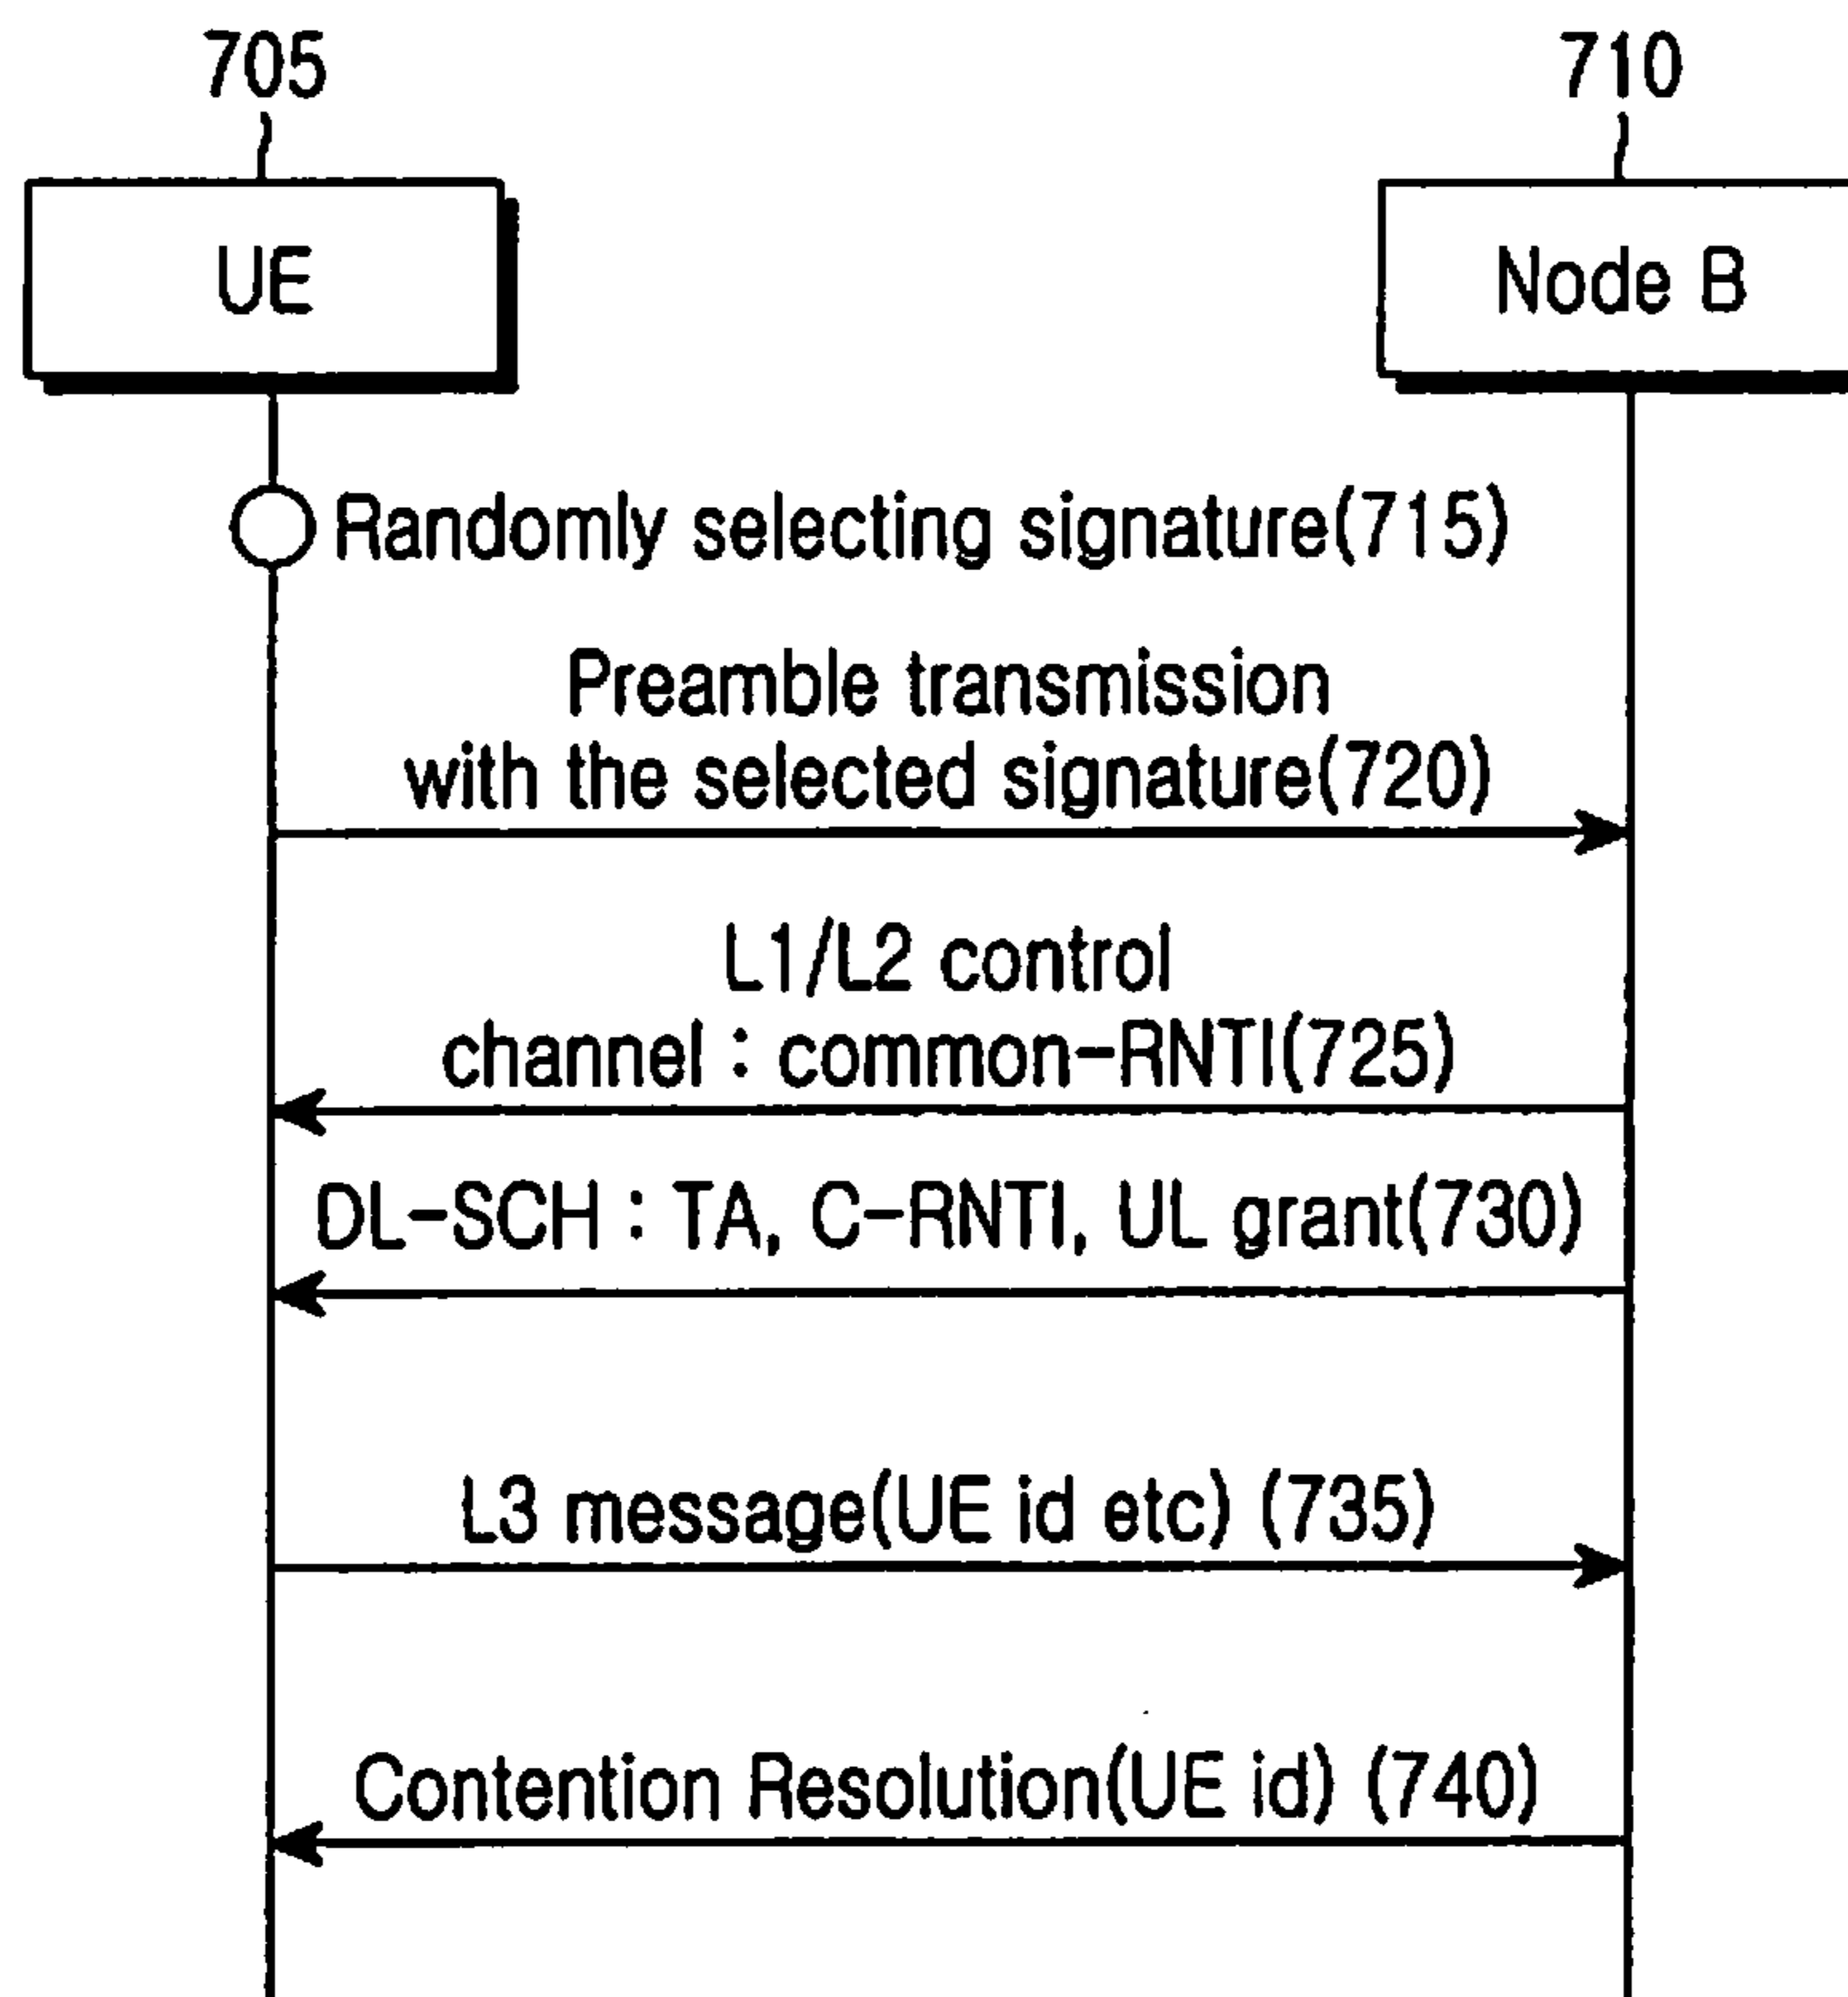 705
710
UE
Node B
Randomly selecting signature(715)
Preamble transmission
with the selected signature(720)
L1/L2 control
channel : common-RNTI(725)
DL-SCH : TA, C-RNTI, UL grant(730)
L3 message(UE id etc) (735)
Contention Resolution(UE id) (740)